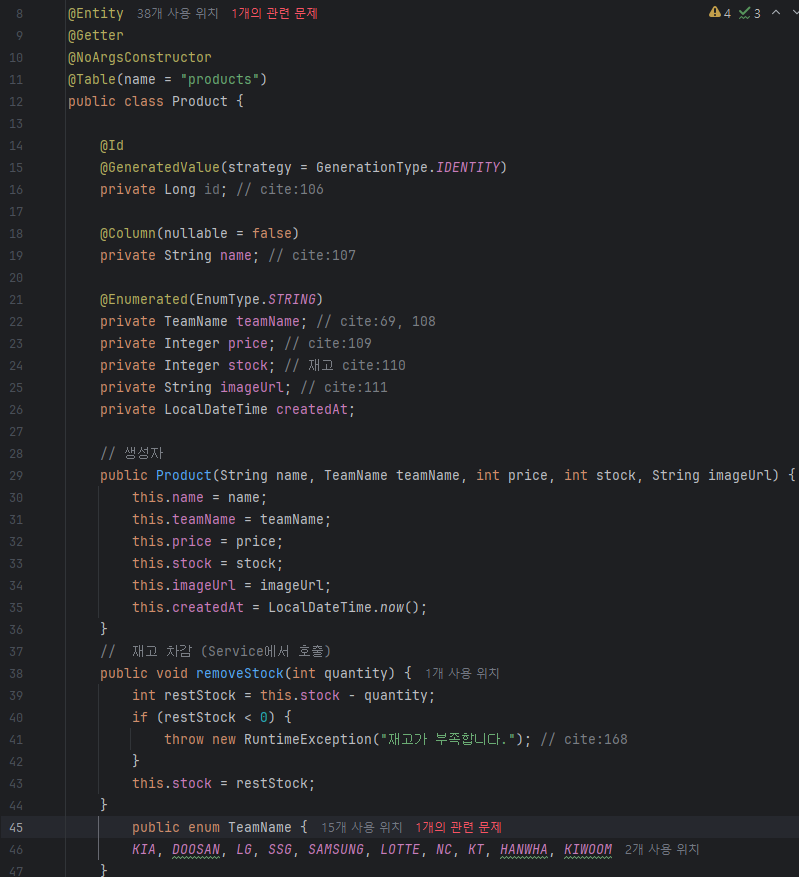 8 @Entity 38개 사용 위치 1개의 관련 문제 4 3
9 @Getter
10 @NoArgsConstructor
11 @Table(name = "products")
12 public class Product {
13
14 @Id
15 @GeneratedValue(strategy = GenerationType.IDENTITY)
16 private Long id; // cite:106
17
18 @Column(nullable = false)
19 private String name; // cite:107
20
21 @Enumerated(EnumType.STRING)
22 private TeamName teamName; // cite:69, 108
23 private Integer price; // cite:109
24 private Integer stock; // 재고 cite:110
25 private String imageUrl; // cite:111
26 private LocalDateTime createdAt;
27
28 // 생성자
29 public Product(String name, TeamName teamName, int price, int stock, String imageUrl) {
30 this.name = name;
31 this.teamName = teamName;
32 this.price = price;
33 this.stock = stock;
34 this.imageUrl = imageUrl;
35 this.createdAt = LocalDateTime.now();
36 }
37 // 재고 차감 (Service에서 호출)
38 public void removeStock(int quantity) { 1개 사용 위치
39 int restStock = this.stock - quantity;
40 if (restStock < 0) {
41 throw new RuntimeException("재고가 부족합니다."); // cite:168
42 }
43 this.stock = restStock;
44 }
45 public enum TeamName { 15개 사용 위치 1개의 관련 문제
46 KIA, DOOSAN, LG, SSG, SAMSUNG, LOTTE, NC, KT, HANWHA, KIWOOM 2개 사용 위치
47 }